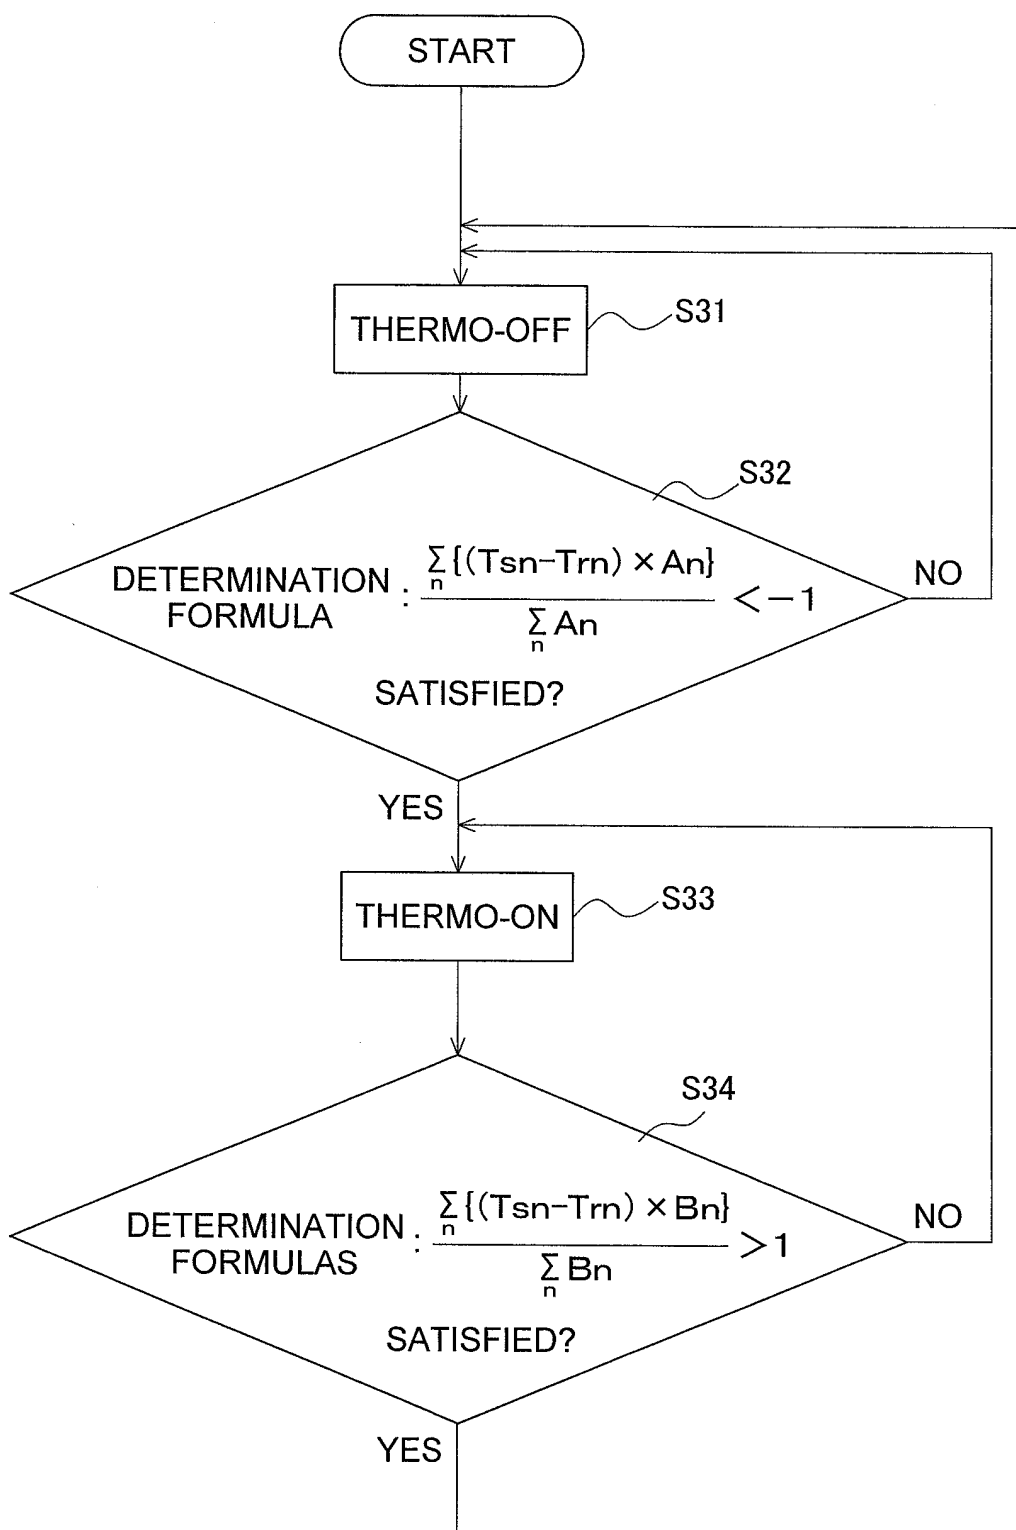 START
THERMO-OFF
S31
S32
DETERMINATION
FORMULA
: Σn{(Tsn-Trn)×An} / Σn An <-1
SATISFIED?
NO
YES
THERMO-ON
S33
S34
DETERMINATION
FORMULAS
: Σn{(Tsn-Trn)×Bn} / Σn Bn >1
SATISFIED?
NO
YES